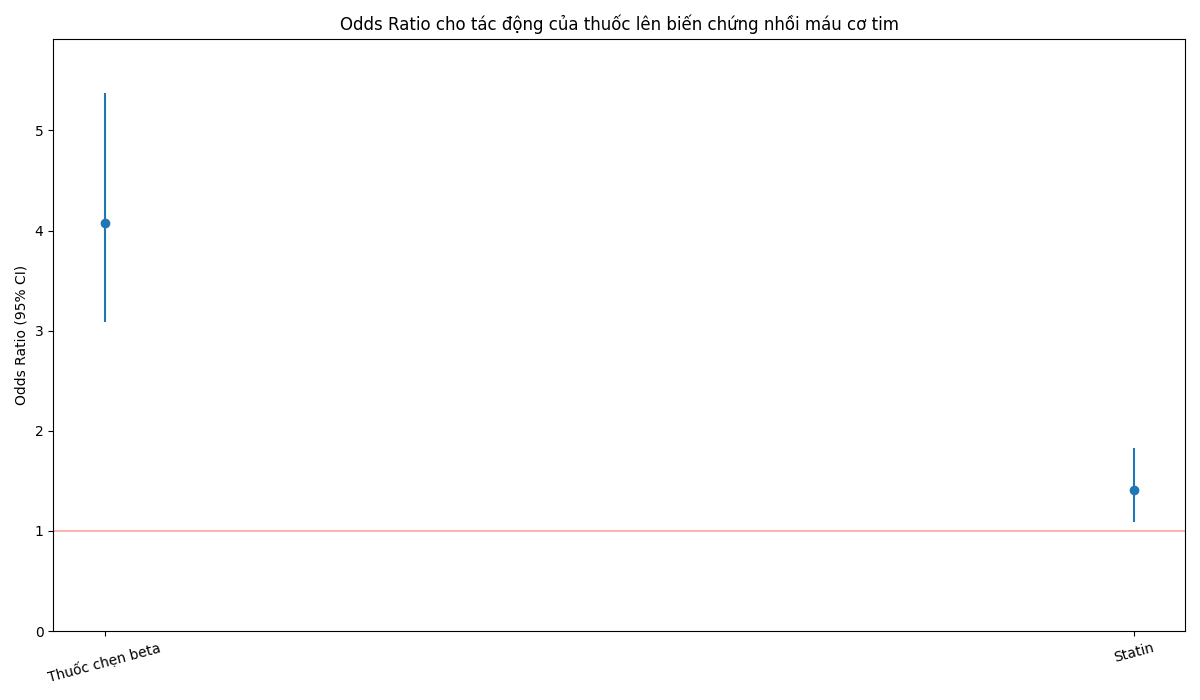 Odds Ratio cho tác động của thuốc lên biến chứng nhồi máu cơ tim
Odds Ratio (95% CI)
5
4
3
2
1
0
Thuốc chẹn beta
Statin